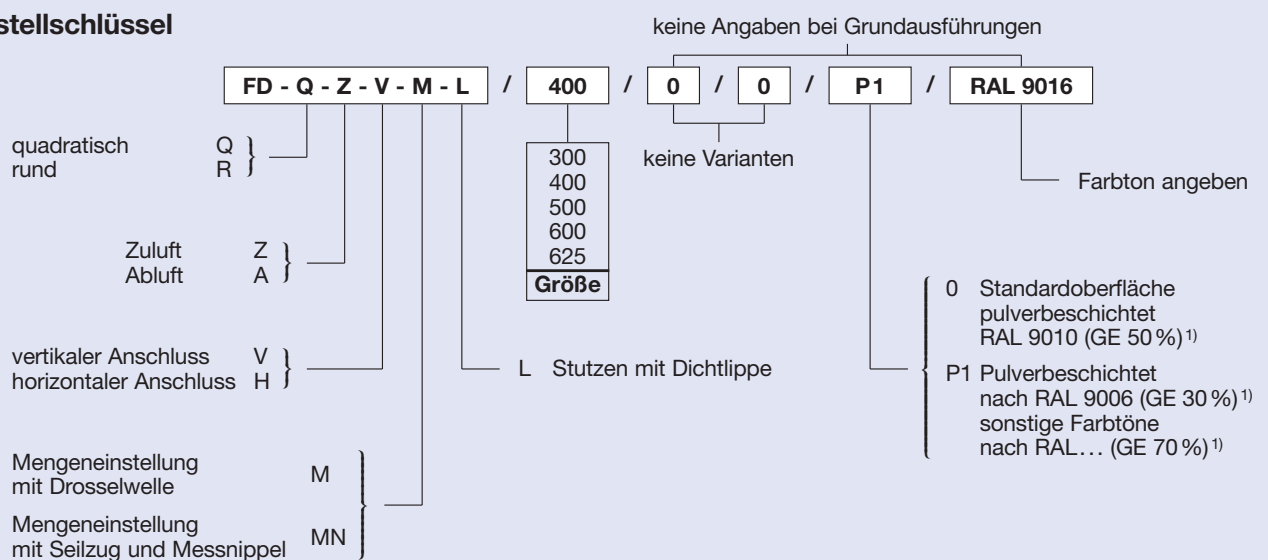 stellschlüssel
keine Angaben bei Grundausführungen
FD - Q - Z - V - M - L / 400 / 0 / 0 / P1 / RAL 9016
quadratisch Q
rund R
300
400
500
600
625
Größe
keine Varianten
Farbton angeben
Zuluft Z
Abluft A
vertikaler Anschluss V
horizontaler Anschluss H
L Stutzen mit Dichtlippe
0 Standardoberfläche
pulverbeschichtet
RAL 9010 (GE 50 %) 1)
P1 Pulverbeschichtet
nach RAL 9006 (GE 30 %) 1)
sonstige Farbtöne
nach RAL… (GE 70 %) 1)
Mengeneinstellung
mit Drosselwelle M
Mengeneinstellung
mit Seilzug und Messnippel MN